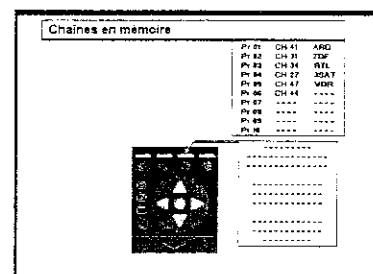 Chaînes en mémoire
Pr 01 CH 41 ARD
Pr 02 CH 31 ZDF
Pr 03 CH 34 RTL
Pr 04 CH 27 3SAT
Pr 05 CH 47 VOR
Pr 06 CH 44 ----
Pr 07 ---- ----
Pr 08 ---- ----
Pr 09 ---- ----
Pr 10 ---- ----